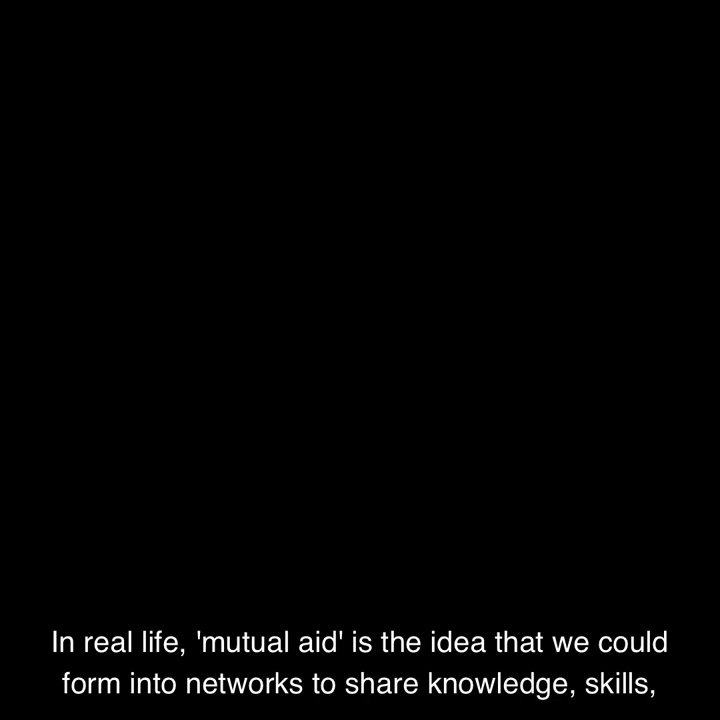 In real life, 'mutual aid' is the idea that we could
form into networks to share knowledge, skills,